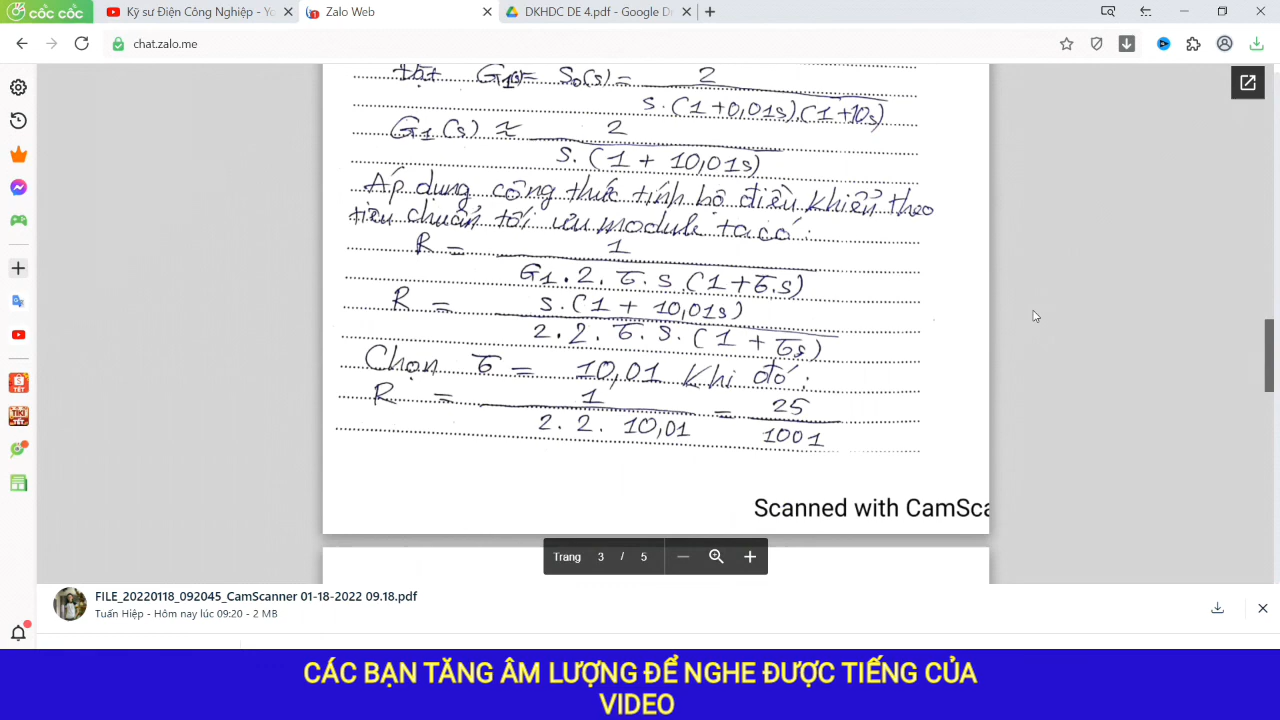 cốc cốc
Kỹ sư Điện Công Nghiệp - Yo
Zalo Web
DKHDC DE 4.pdf - Google D
chat.zalo.me
đặt G1(s) = So(s) = 2
s.(1+0,01s).(1+10s)
G1(s) ≈ 2
s.(1 + 10,01s)
Áp dụng công thức tính bộ điều khiển theo
tiêu chuẩn tối ưu module ta có:
R = 1
G1.2.τ.s(1+τ.s)
R = s.(1 + 10,01s)
2.2.τ.s.(1 + τs)
Chọn τ = 10,01 khi đó:
R = 1 = 25
2.2.10,01 1001
Scanned with CamSca
Trang 3 / 5
FILE_20220118_092045_CamScanner 01-18-2022 09.18.pdf
Tuấn Hiệp - Hôm nay lúc 09:20 - 2 MB
CÁC BẠN TĂNG ÂM LƯỢNG ĐỂ NGHE ĐƯỢC TIẾNG CỦA
VIDEO